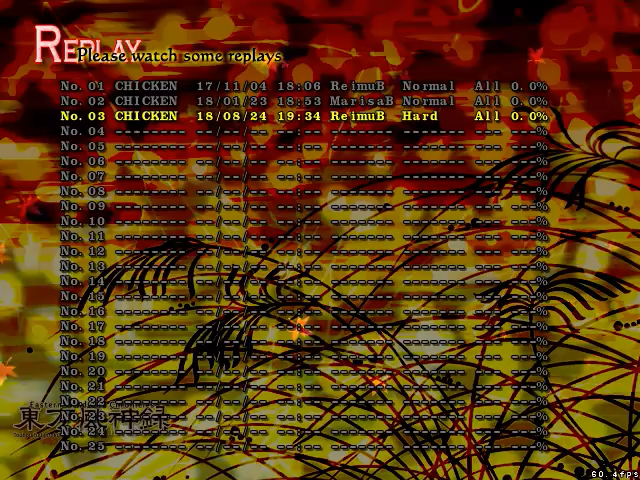 Replay
Please watch some replays
No. 01 CHICKEN 17/11/04 18:06 ReimuB Normal All 0.0%
No. 02 CHICKEN 18/01/23 18:53 MarisaB Normal All 0.0%
No. 03 CHICKEN 18/08/24 19:34 ReimuB Hard All 0.0%
No. 04 -------- --/--/-- --:-- ------- ------- --- ---%
No. 05 -------- --/--/-- --:-- ------- ------- --- ---%
No. 06 -------- --/--/-- --:-- ------- ------- --- ---%
No. 07 -------- --/--/-- --:-- ------- ------- --- ---%
No. 08 -------- --/--/-- --:-- ------- ------- --- ---%
No. 09 -------- --/--/-- --:-- ------- ------- --- ---%
No. 10 -------- --/--/-- --:-- ------- ------- --- ---%
No. 11 -------- --/--/-- --:-- ------- ------- --- ---%
No. 12 -------- --/--/-- --:-- ------- ------- --- ---%
No. 13 -------- --/--/-- --:-- ------- ------- --- ---%
No. 14 -------- --/--/-- --:-- ------- ------- --- ---%
No. 15 -------- --/--/-- --:-- ------- ------- --- ---%
No. 16 -------- --/--/-- --:-- ------- ------- --- ---%
No. 17 -------- --/--/-- --:-- ------- ------- --- ---%
No. 18 -------- --/--/-- --:-- ------- ------- --- ---%
No. 19 -------- --/--/-- --:-- ------- ------- --- ---%
No. 20 -------- --/--/-- --:-- ------- ------- --- ---%
No. 21 -------- --/--/-- --:-- ------- ------- --- ---%
No. 22 -------- --/--/-- --:-- ------- ------- --- ---%
No. 23 -------- --/--/-- --:-- ------- ------- --- ---%
No. 24 -------- --/--/-- --:-- ------- ------- --- ---%
No. 25 -------- --/--/-- --:-- ------- ------- --- ---%
60.4fps